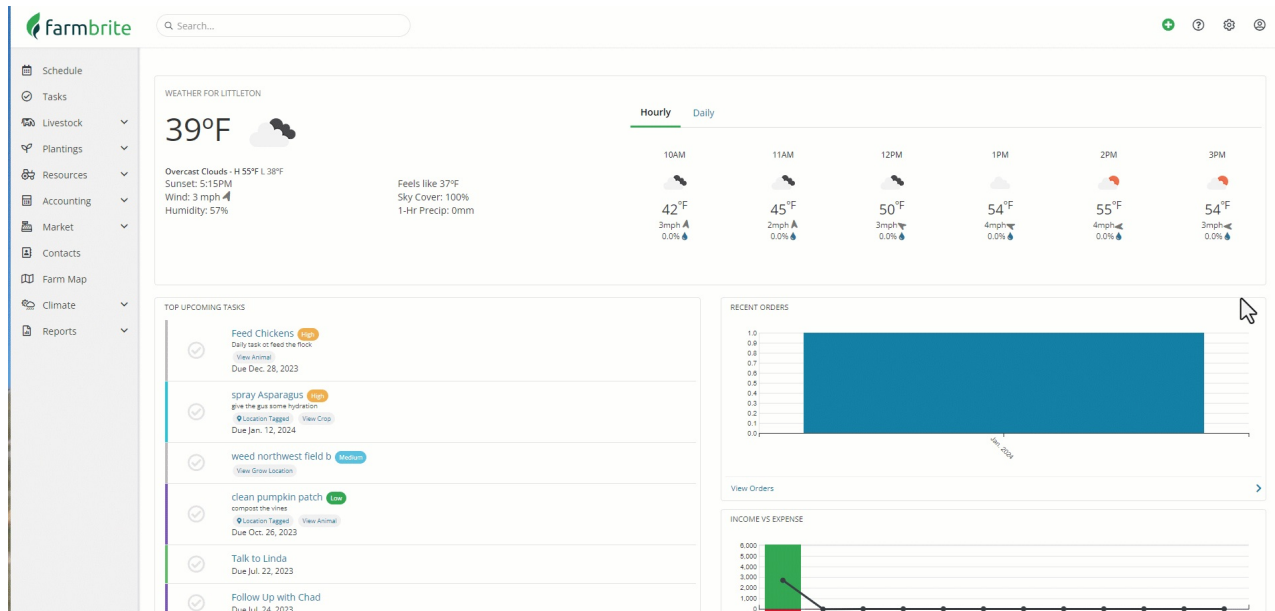 farmbrite
Search...
Schedule
Tasks
Livestock
Plantings
Resources
Accounting
Market
Contacts
Farm Map
Climate
Reports
WEATHER FOR LITTLETON
39°F
Overcast Clouds - H 55°F L 38°F
Sunset: 5:15PM
Wind: 3 mph
Humidity: 57%
Feels like 37°F
Sky Cover: 100%
1-Hr Precip: 0mm
Hourly Daily
10AM 11AM 12PM 1PM 2PM 3PM
42°F 45°F 50°F 54°F 55°F 54°F
3mph 2mph 3mph 4mph 4mph 3mph
0.0% 0.0% 0.0% 0.0% 0.0% 0.0%
TOP UPCOMING TASKS
Feed Chickens High
Daily task ot feed the flock
View Animal
Due Dec. 28, 2023
spray Asparagus High
give the gus some hydration
Location Tagged View Crop
Due Jan. 12, 2024
weed northwest field b Medium
View Grow Location
clean pumpkin patch Low
compost the vines
Location Tagged View Animal
Due Oct. 26, 2023
Talk to Linda
Due Jul. 22, 2023
Follow Up with Chad
Due Jul. 24, 2023
RECENT ORDERS
1.0
0.9
0.8
0.7
0.6
0.5
0.4
0.3
0.2
0.1
0.0
Jan, 2024
View Orders
INCOME VS EXPENSE
6,000
5,000
4,000
3,000
2,000
1,000
0